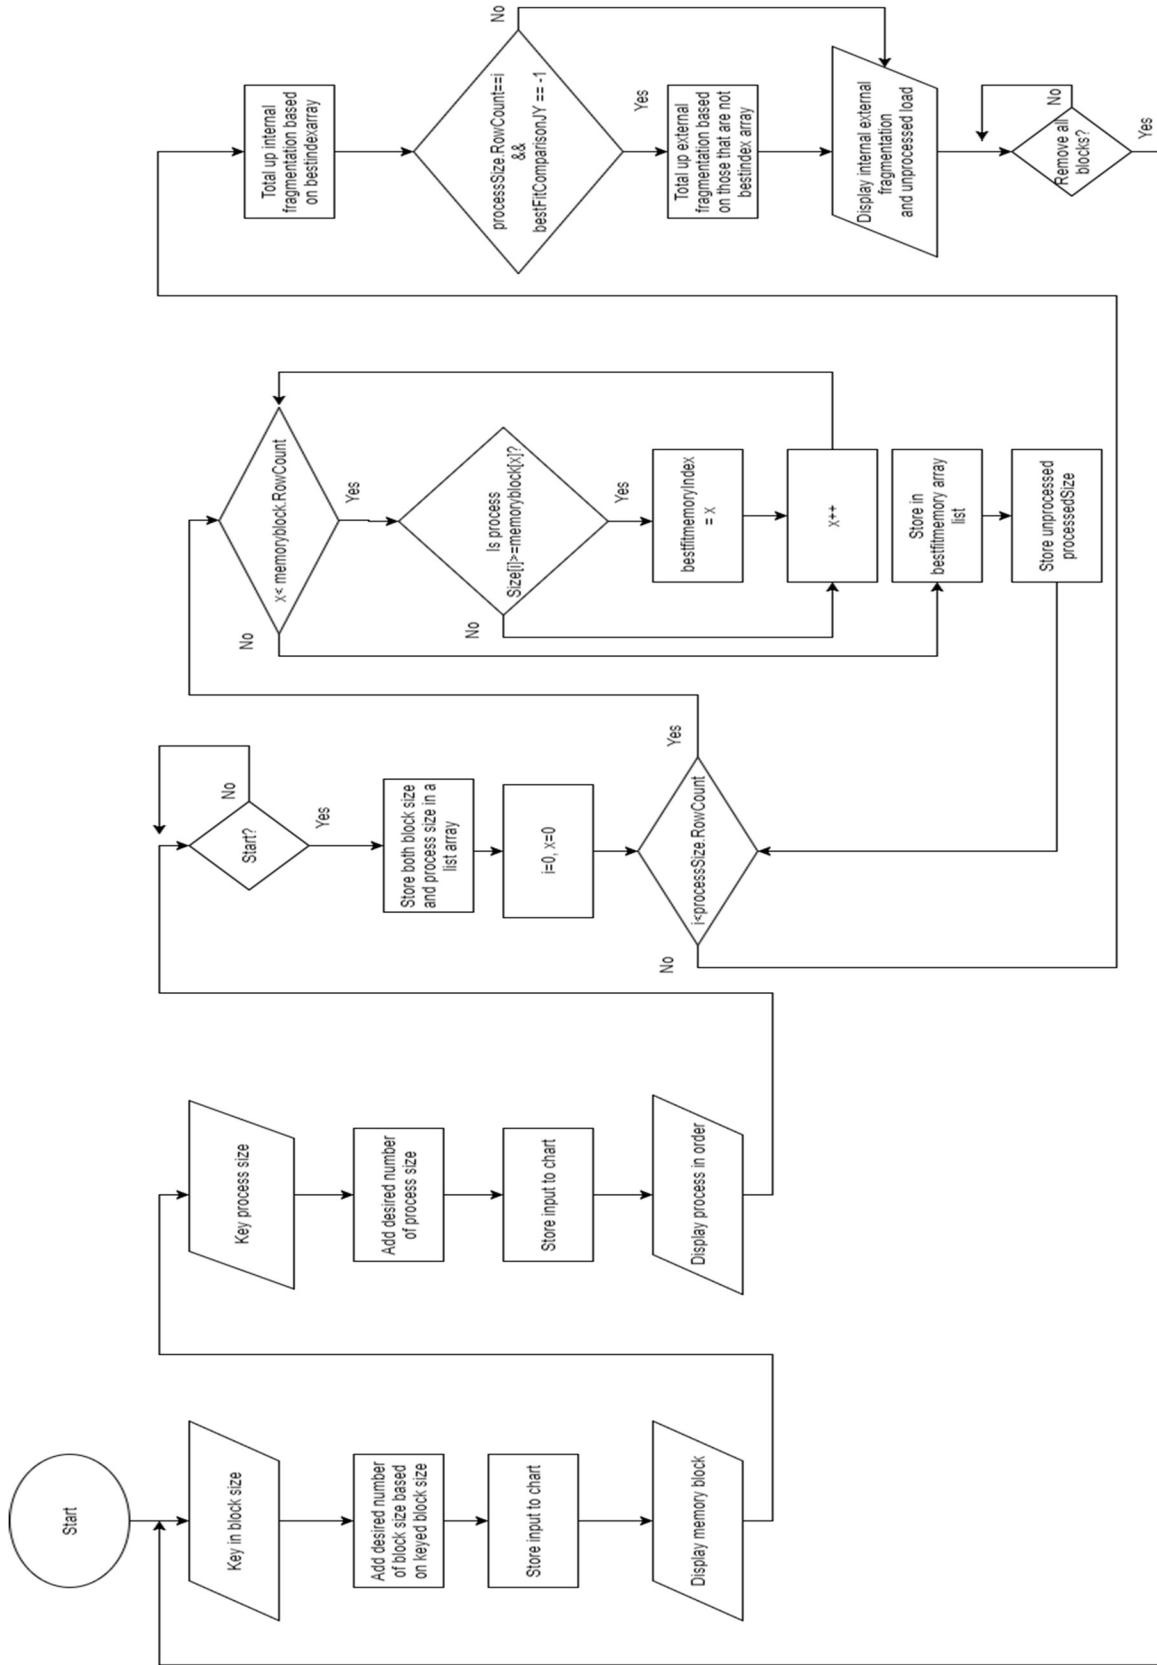 Start
Key in block size
Add desired number
of block size based
on keyed block size
Store input to chart
Display memory block
Key process size
Add desired number
of process size
Store input to chart
Display process in order
Start?
No
Yes
Store both block size
and process size in a
list array
i=0, x=0
i<processSize.RowCount
Yes
No
x< memoryblock.RowCount
Yes
No
Is process
Size[i]>=memoryblock[x]?
Yes
No
bestfitmemoryIndex
= x
x++
Store in
bestfitmemory array
list
Store unprocessed
processedSize
Total up internal
fragmentation based
on bestindexarray
processSize.RowCount==i
&&
bestFitComparisonJY == -1
No
Yes
Total up external
fragmentation based
on those that are not
bestindex array
Display internal external
fragmentation
and unprocessed load
Remove all
blocks?
No
Yes